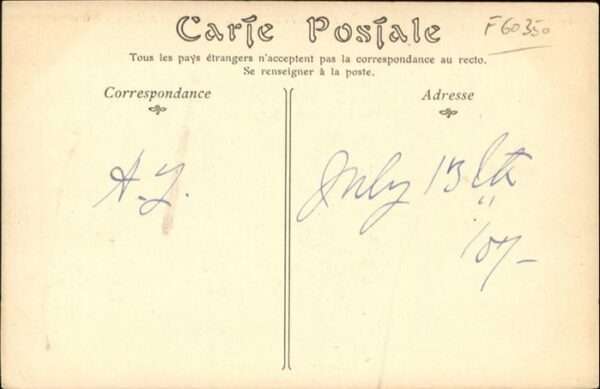 Carte Postale
F60350
Tous les pays étrangers n'acceptent pas la correspondance au recto.
Se renseigner à la poste.
Correspondance
Adresse
A.Y.
July 13th
"
'07-